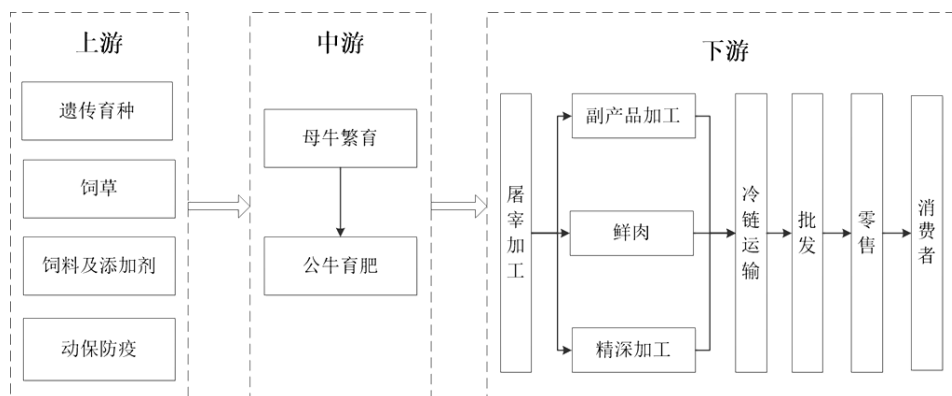 上游
遗传育种
饲草
饲料及添加剂
动保防疫
中游
母牛繁育
公牛育肥
下游
屠宰加工
副产品加工
鲜肉
精深加工
冷链运输
批发
零售
消费者